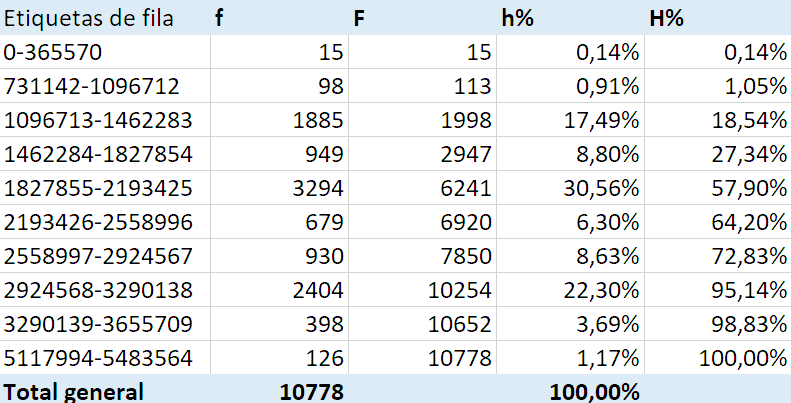 Etiquetas de fila f F h% H%
0-365570 15 15 0,14% 0,14%
731142-1096712 98 113 0,91% 1,05%
1096713-1462283 1885 1998 17,49% 18,54%
1462284-1827854 949 2947 8,80% 27,34%
1827855-2193425 3294 6241 30,56% 57,90%
2193426-2558996 679 6920 6,30% 64,20%
2558997-2924567 930 7850 8,63% 72,83%
2924568-3290138 2404 10254 22,30% 95,14%
3290139-3655709 398 10652 3,69% 98,83%
5117994-5483564 126 10778 1,17% 100,00%
Total general 10778 100,00%